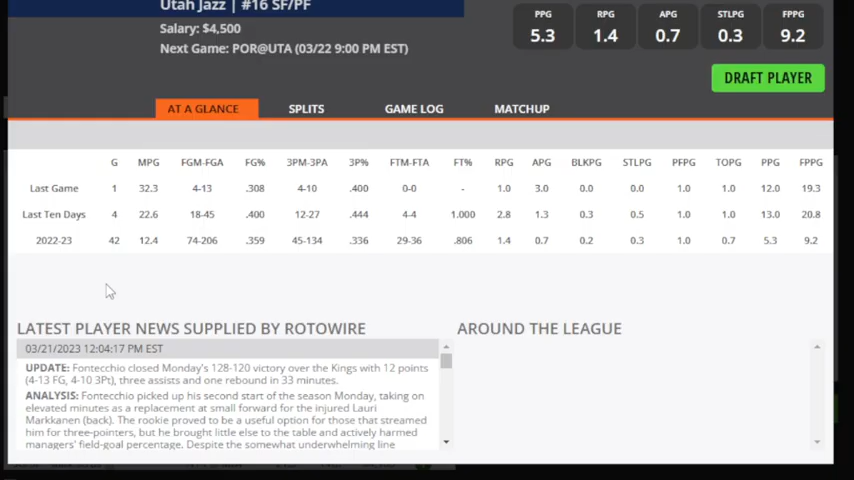 Utah Jazz | #16 SF/PF
Salary: $4,500
Next Game: POR@UTA (03/22 9:00 PM EST)
PPG RPG APG STLPG FPPG
5.3 1.4 0.7 0.3 9.2
DRAFT PLAYER
AT A GLANCE SPLITS GAME LOG MATCHUP
G MPG FGM-FGA FG% 3PM-3PA 3P% FTM-FTA FT% RPG APG BLKPG STLPG PFPG TOPG PPG FPPG
Last Game 1 32.3 4-13 .308 4-10 .400 0-0 - 1.0 3.0 0.0 0.0 1.0 1.0 12.0 19.3
Last Ten Days 4 22.6 18-45 .400 12-27 .444 4-4 1.000 2.8 1.3 0.3 0.5 1.0 1.0 13.0 20.8
2022-23 42 12.4 74-206 .359 45-134 .336 29-36 .806 1.4 0.7 0.2 0.3 1.0 0.7 5.3 9.2
LATEST PLAYER NEWS SUPPLIED BY ROTOWIRE
03/21/2023 12:04:17 PM EST
UPDATE: Fontecchio closed Monday's 128-120 victory over the Kings with 12 points
(4-13 FG, 4-10 3Pt), three assists and one rebound in 33 minutes.
ANALYSIS: Fontecchio picked up his second start of the season Monday, taking on
elevated minutes as a replacement at small forward for the injured Lauri
Markkanen (back). The rookie proved to be a useful option for those that streamed
him for three-pointers, but he brought little else to the table and actively harmed
managers' field-goal percentage. Despite the somewhat underwhelming line
AROUND THE LEAGUE